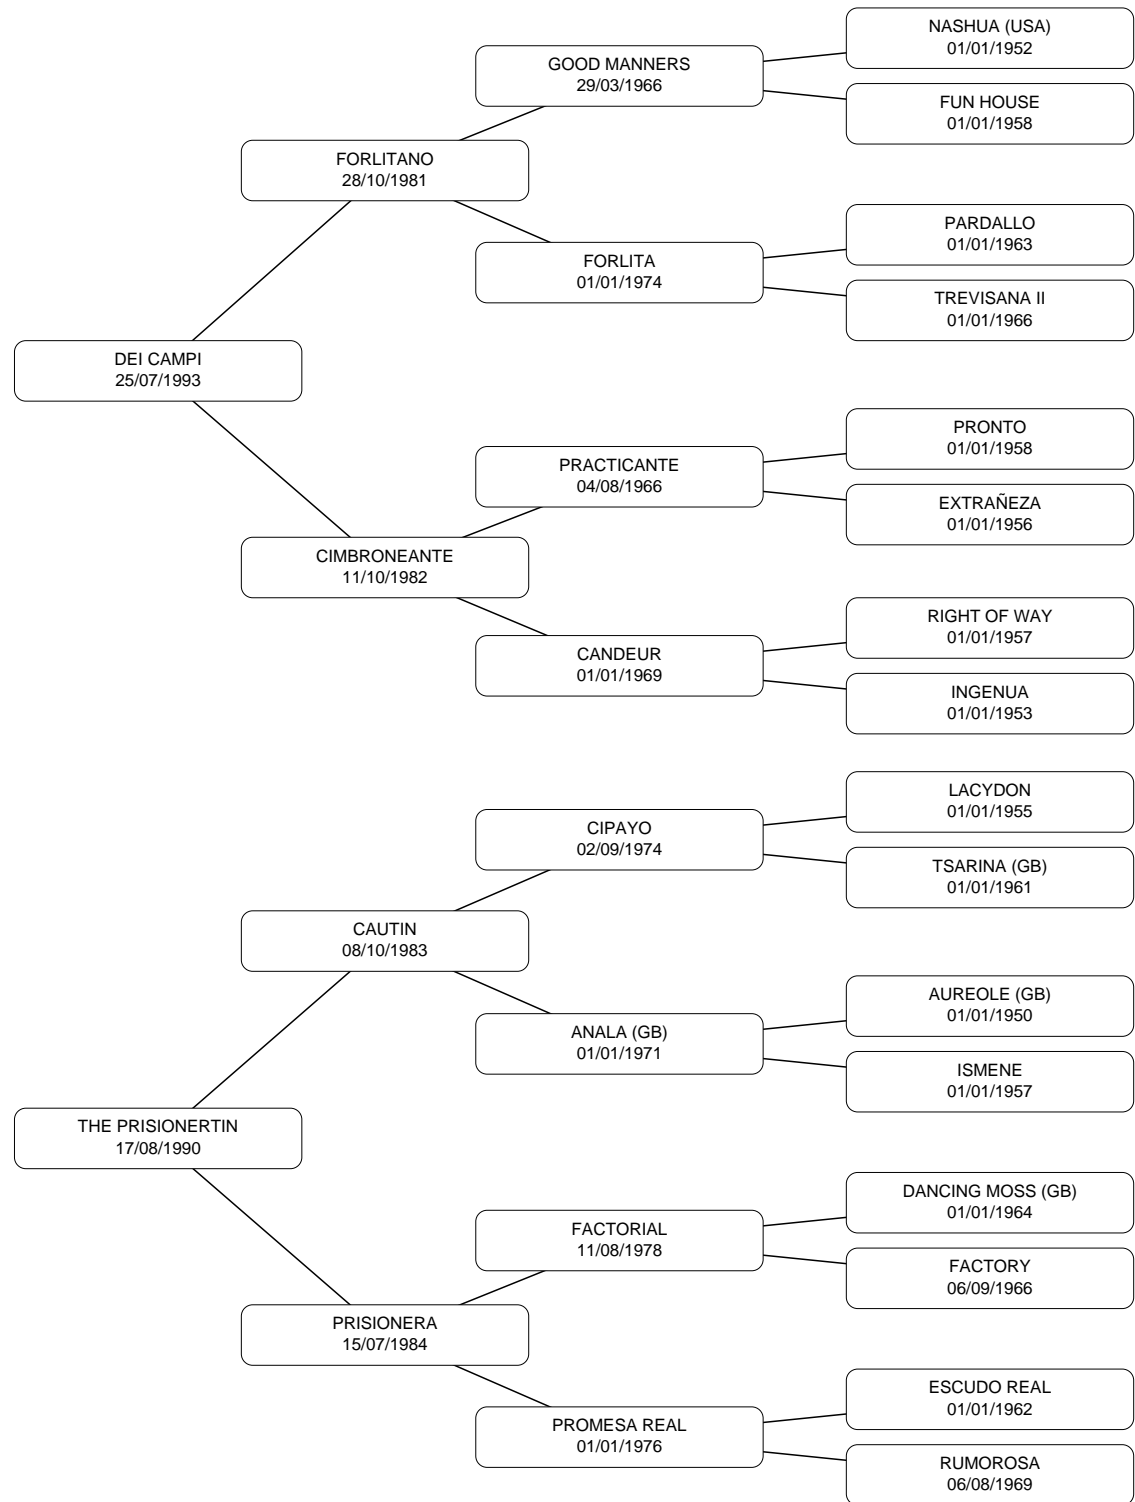 NASHUA (USA)
01/01/1952
GOOD MANNERS
29/03/1966
FUN HOUSE
01/01/1958
FORLITANO
28/10/1981
PARDALLO
01/01/1963
FORLITA
01/01/1974
TREVISANA II
01/01/1966
DEI CAMPI
25/07/1993
PRONTO
01/01/1958
PRACTICANTE
04/08/1966
EXTRAÑEZA
01/01/1956
CIMBRONEANTE
11/10/1982
RIGHT OF WAY
01/01/1957
CANDEUR
01/01/1969
INGENUA
01/01/1953
LACYDON
01/01/1955
CIPAYO
02/09/1974
TSARINA (GB)
01/01/1961
CAUTIN
08/10/1983
AUREOLE (GB)
01/01/1950
ANALA (GB)
01/01/1971
ISMENE
01/01/1957
THE PRISIONERTIN
17/08/1990
DANCING MOSS (GB)
01/01/1964
FACTORIAL
11/08/1978
FACTORY
06/09/1966
PRISIONERA
15/07/1984
ESCUDO REAL
01/01/1962
PROMESA REAL
01/01/1976
RUMOROSA
06/08/1969